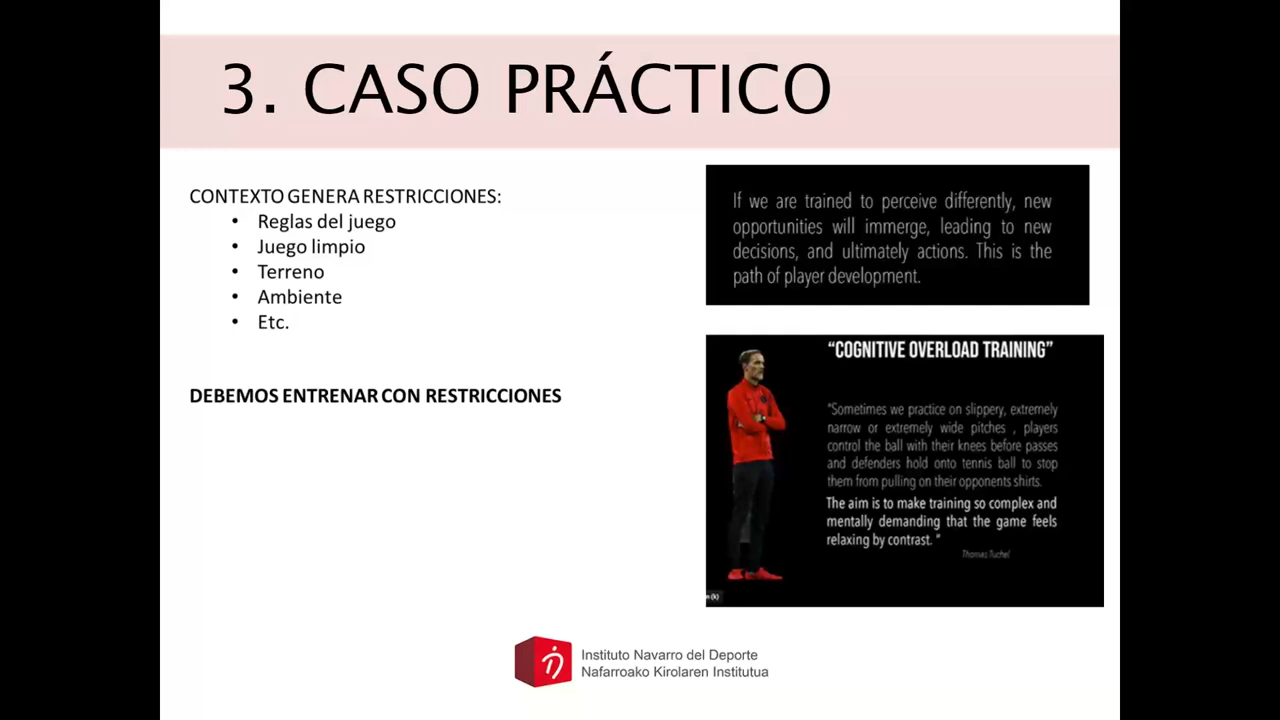 3. CASO PRÁCTICO
CONTEXTO GENERA RESTRICCIONES:
• Reglas del juego
• Juego limpio
• Terreno
• Ambiente
• Etc.
DEBEMOS ENTRENAR CON RESTRICCIONES
If we are trained to perceive differently, new
opportunities will immerge, leading to new
decisions, and ultimately actions. This is the
path of player development.
“COGNITIVE OVERLOAD TRAINING”
“Sometimes we practice on slippery, extremely
narrow or extremely wide pitches , players
control the ball with their knees before passes
and defenders hold onto tennis ball to stop
them from pulling on their opponents shirts.
The aim is to make training so complex and
mentally demanding that the game feels
relaxing by contrast. ”
Thomas Tuchel
Instituto Navarro del Deporte
Nafarroako Kirolaren Institutua